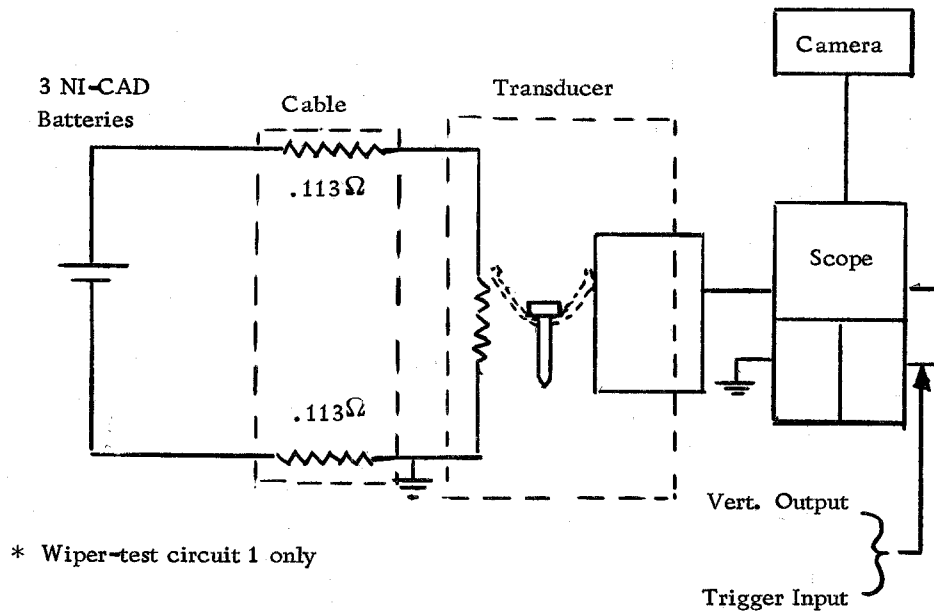 Camera
3 NI-CAD
Batteries
Cable
Transducer
.113Ω
Scope
.113Ω
Vert. Output
* Wiper-test circuit 1 only
Trigger Input